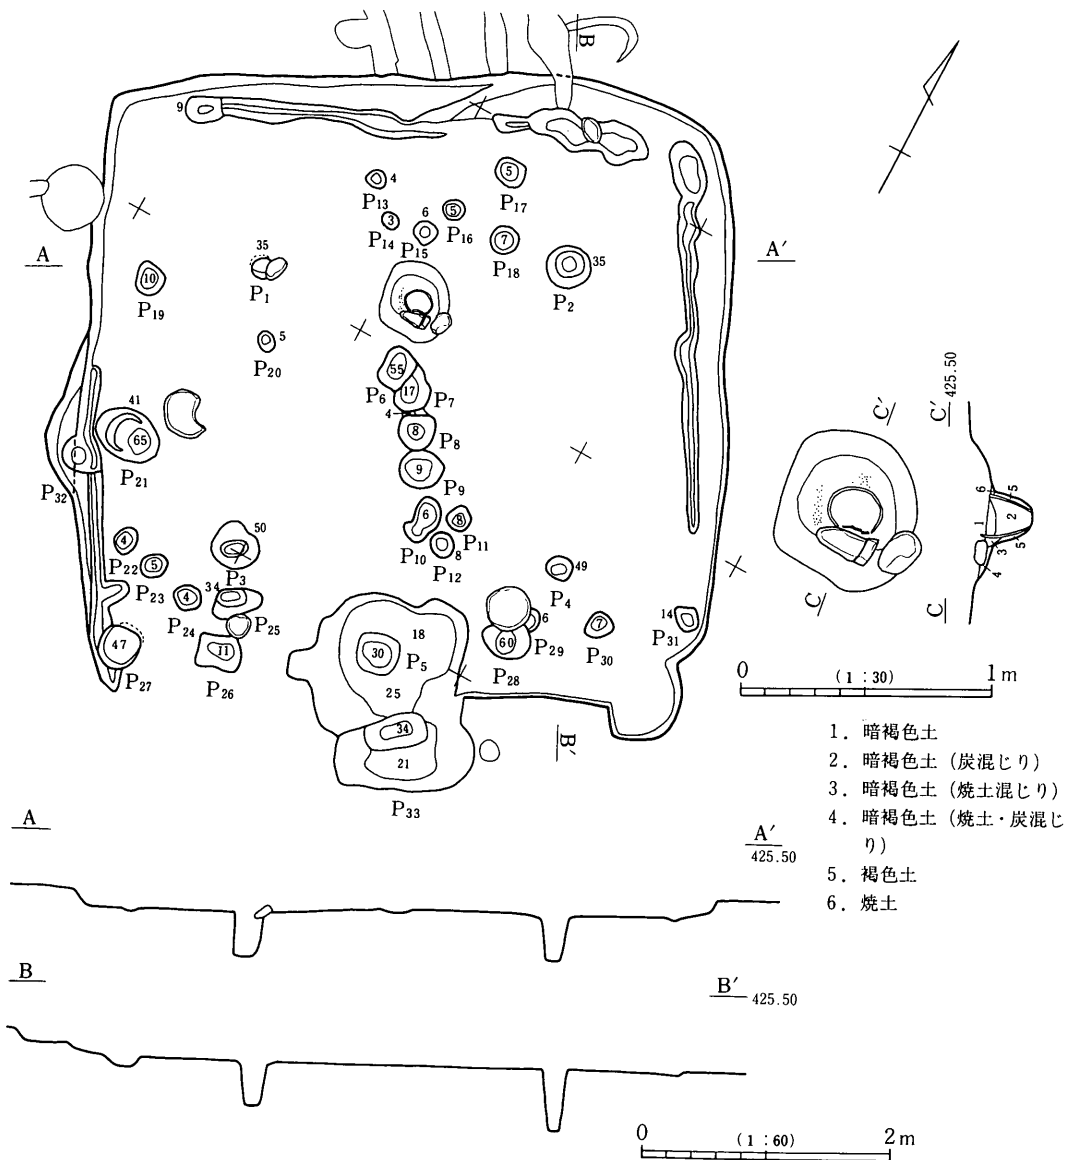 B
9
4
P13
3
P14
6
P15
5
P16
5
P17
7
P18
35
P2
A
A′
10
P19
35
P1
5
P20
55
P6
17
P7
4
8
P8
9
P9
6
P10
8
P11
8
P12
41
65
P21
P32
4
P22
5
P23
50
P3
34
4
P24
P25
11
P26
47
P27
49
P4
6
60
P29
P28
7
P30
14
P31
18
30
P5
25
34
21
P33
B′
C′
C
C′
425.50
6
5
1
2
3
5
4
C
0
(1:30)
1m
1. 暗褐色土
2. 暗褐色土 (炭混じり)
3. 暗褐色土 (焼土混じり)
4. 暗褐色土 (焼土・炭混じ
り)
5. 褐色土
6. 焼土
A
A′
425.50
B
B′ 425.50
0
(1:60)
2m